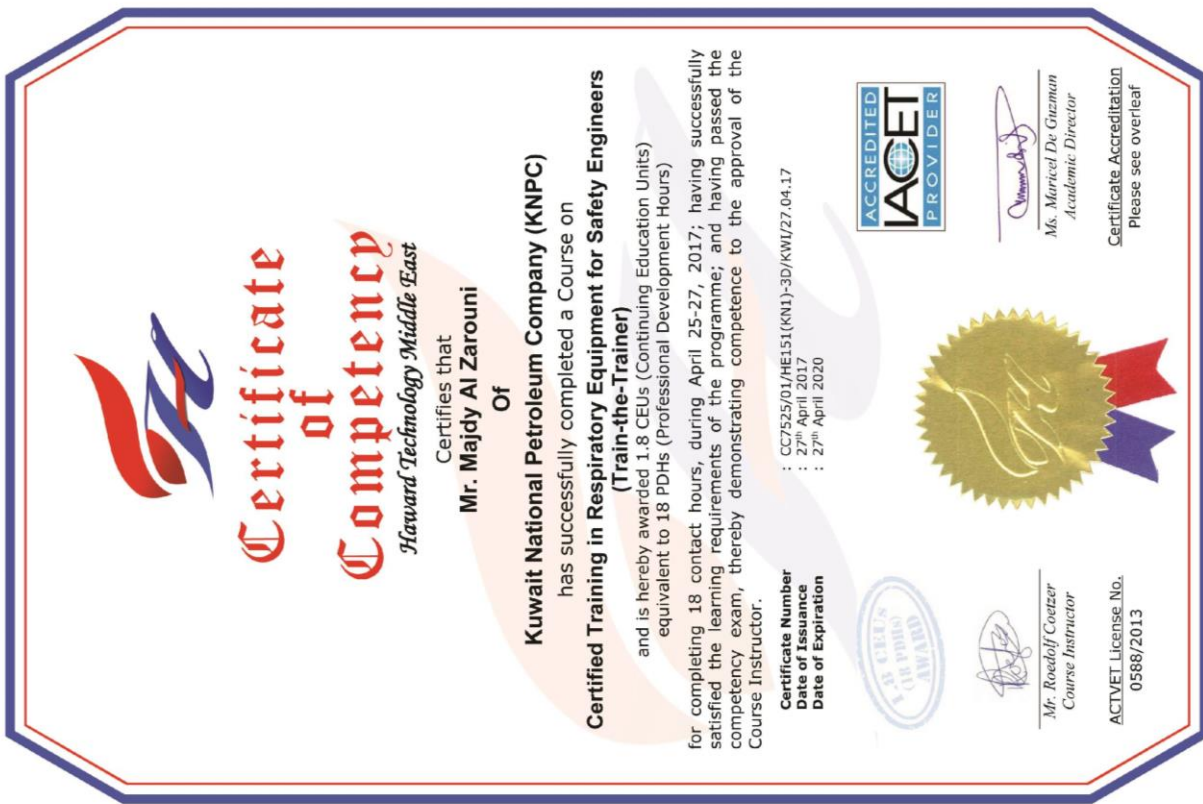 Certificate
of
Competency
Haward Technology Middle East
Certifies that
Mr. Majdy Al Zarouni
Of
Kuwait National Petroleum Company (KNPC)
has successfully completed a Course on
Certified Training in Respiratory Equipment for Safety Engineers
(Train-the-Trainer)
and is hereby awarded 1.8 CEUs (Continuing Education Units)
equivalent to 18 PDHs (Professional Development Hours)
for completing 18 contact hours, during April 25-27, 2017; having successfully
satisfied the learning requirements of the programme; and having passed the
competency exam, thereby demonstrating competence to the approval of the
Course Instructor.
Certificate Number : CC7525/01/HE151(KN1)-3D/KWI/27.04.17
Date of Issuance : 27th April 2017
Date of Expiration : 27th April 2020
1.8 CEUs
(18 PDHs)
AWARD
ACCREDITED
IACET
PROVIDER
Mr. Roedolf Coetzer
Course Instructor
Ms. Maricel De Guzman
Academic Director
ACTVET License No.
0588/2013
Certificate Accreditation
Please see overleaf